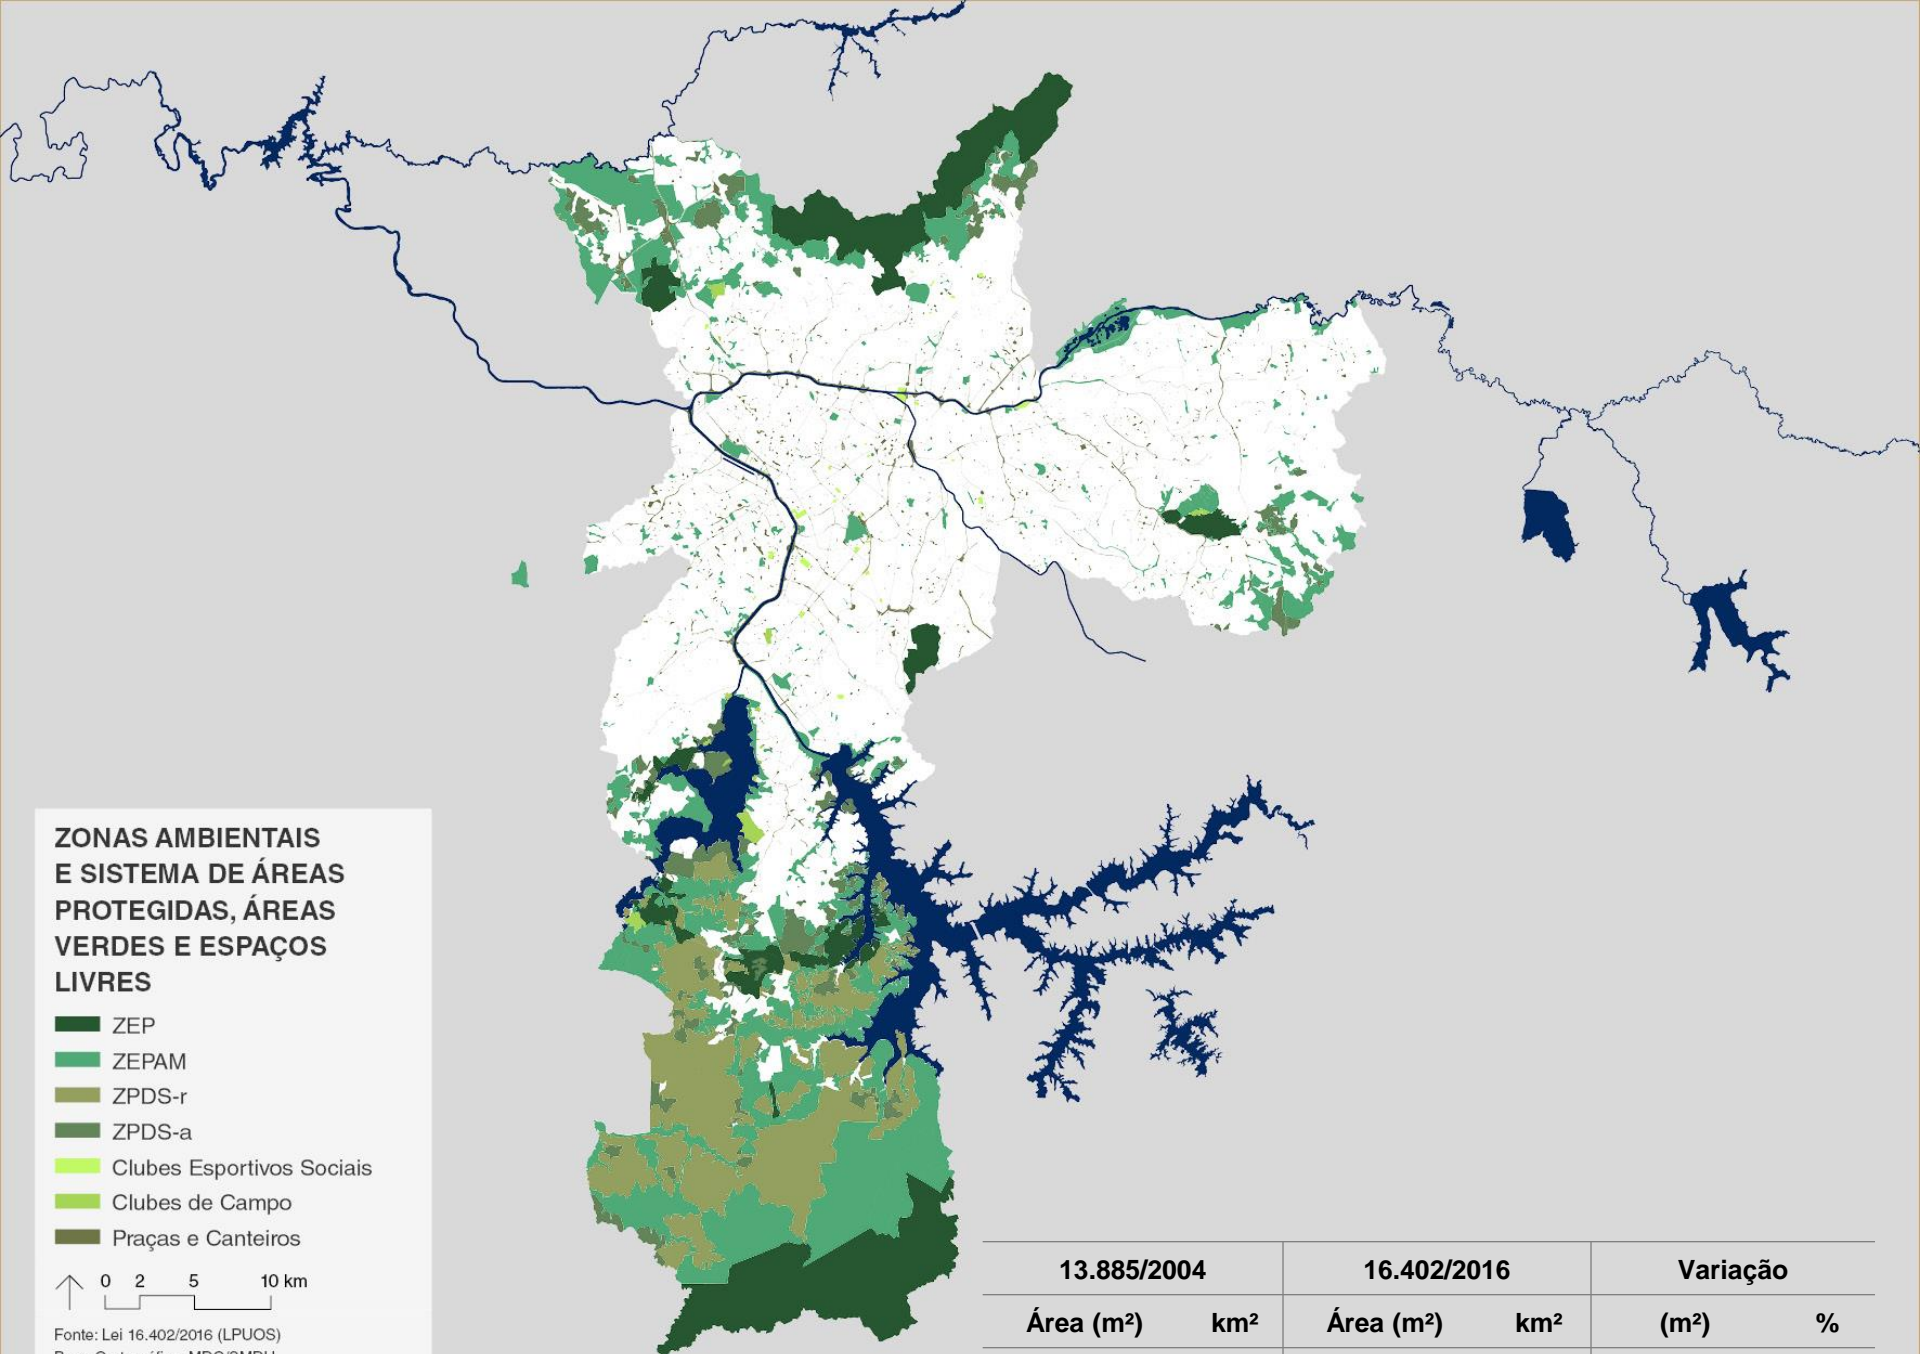 ZONAS AMBIENTAIS
E SISTEMA DE ÁREAS
PROTEGIDAS, ÁREAS
VERDES E ESPAÇOS
LIVRES
ZEP
ZEPAM
ZPDS-r
ZPDS-a
Clubes Esportivos Sociais
Clubes de Campo
Praças e Canteiros
0 2 5 10 km
Fonte: Lei 16.402/2016 (LPUOS)
13.885/2004 16.402/2016 Variação
Área (m²) km² Área (m²) km² (m²) %